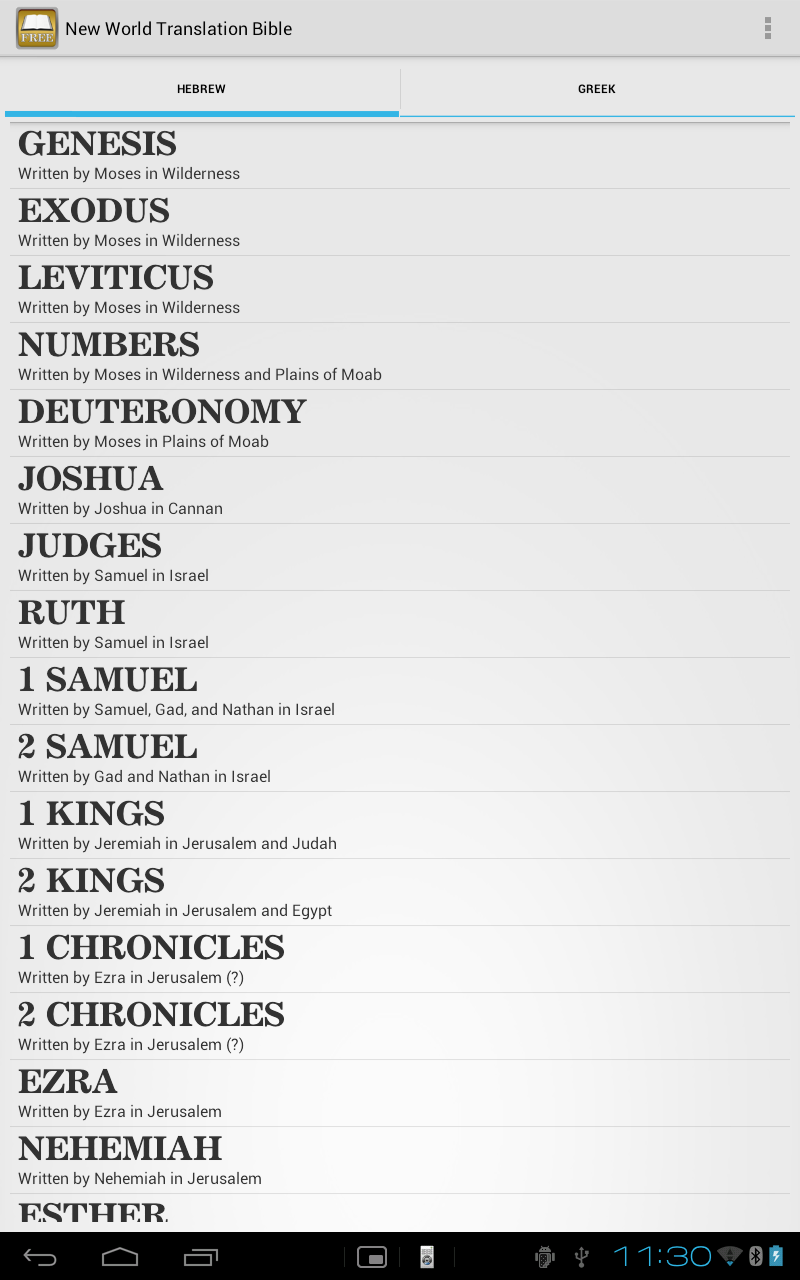 FREE
New World Translation Bible
HEBREW
GREEK
GENESIS
Written by Moses in Wilderness
EXODUS
Written by Moses in Wilderness
LEVITICUS
Written by Moses in Wilderness
NUMBERS
Written by Moses in Wilderness and Plains of Moab
DEUTERONOMY
Written by Moses in Plains of Moab
JOSHUA
Written by Joshua in Cannan
JUDGES
Written by Samuel in Israel
RUTH
Written by Samuel in Israel
1 SAMUEL
Written by Samuel, Gad, and Nathan in Israel
2 SAMUEL
Written by Gad and Nathan in Israel
1 KINGS
Written by Jeremiah in Jerusalem and Judah
2 KINGS
Written by Jeremiah in Jerusalem and Egypt
1 CHRONICLES
Written by Ezra in Jerusalem (?)
2 CHRONICLES
Written by Ezra in Jerusalem (?)
EZRA
Written by Ezra in Jerusalem
NEHEMIAH
Written by Nehemiah in Jerusalem
ESTHER
11:30